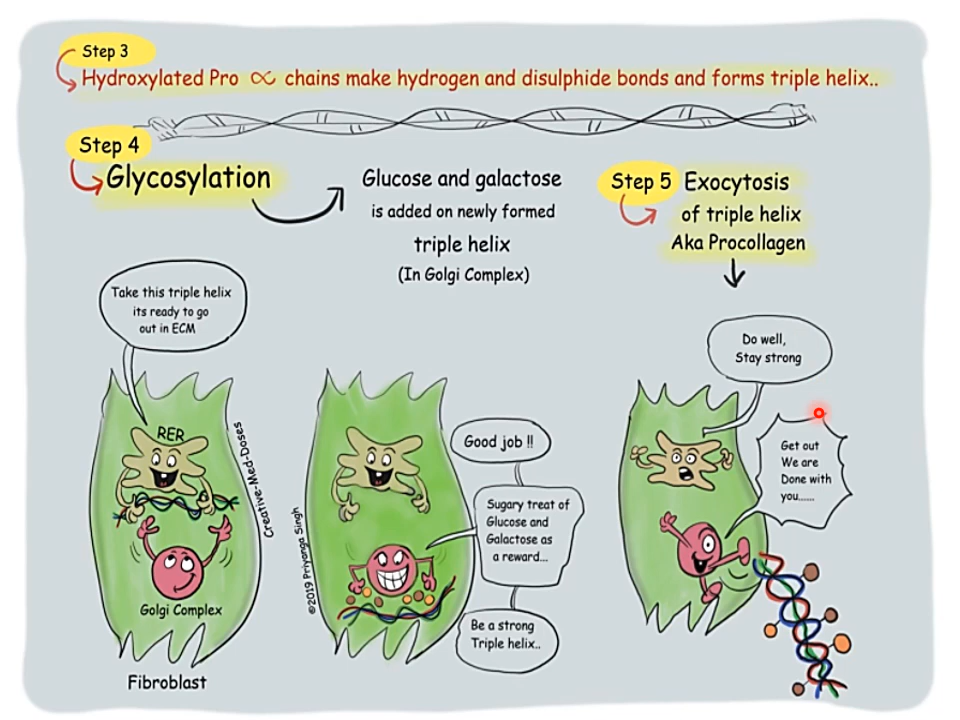 Step 3
Hydroxylated Pro ∝ chains make hydrogen and disulphide bonds and forms triple helix..
Step 4
Glycosylation
Glucose and galactose
is added on newly formed
triple helix
(In Golgi Complex)
Step 5 Exocytosis
of triple helix
Aka Procollagen
Take this triple helix
its ready to go
out in ECM
RER
Golgi Complex
Fibroblast
Creative-Med-Doses
©2019 Priyanga Singh
Good job !!
Sugary treat of
Glucose and
Galactose as
a reward...
Be a strong
Triple helix..
Do well,
Stay strong
Get out
We are
Done with
you......